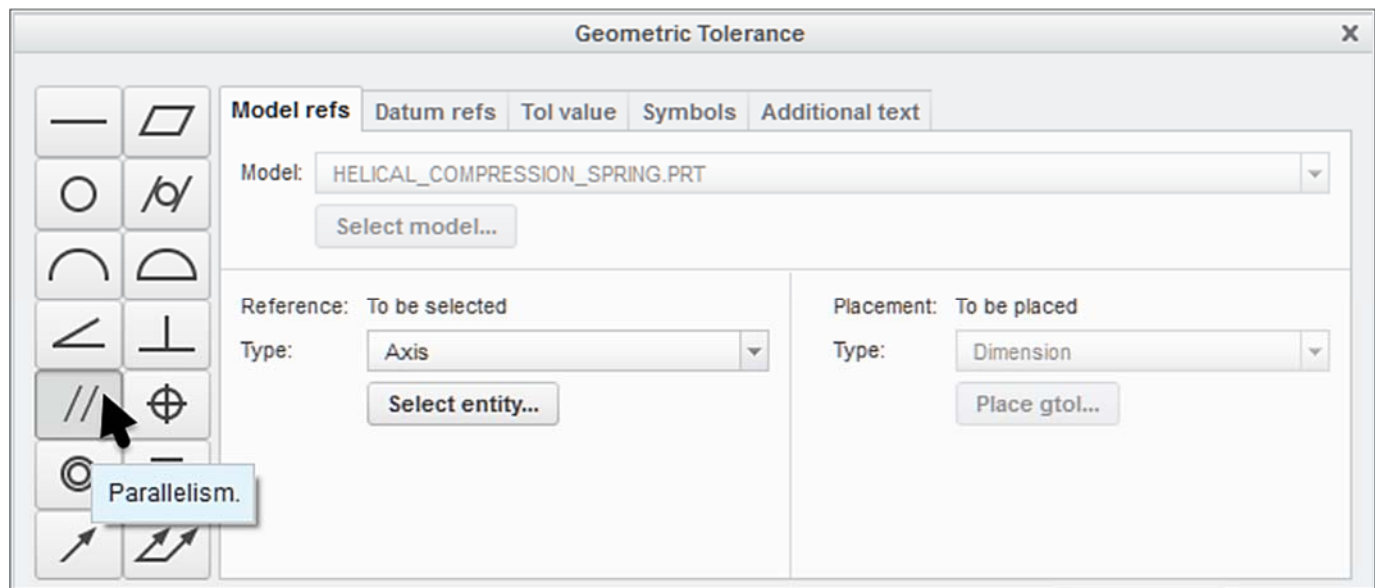 Geometric Tolerance
Model refs Datum refs Tol value Symbols Additional text
Model: HELICAL_COMPRESSION_SPRING.PRT
Select model...
Reference: To be selected
Type: Axis
Select entity...
Placement: To be placed
Type: Dimension
Place gtol...
Parallelism.